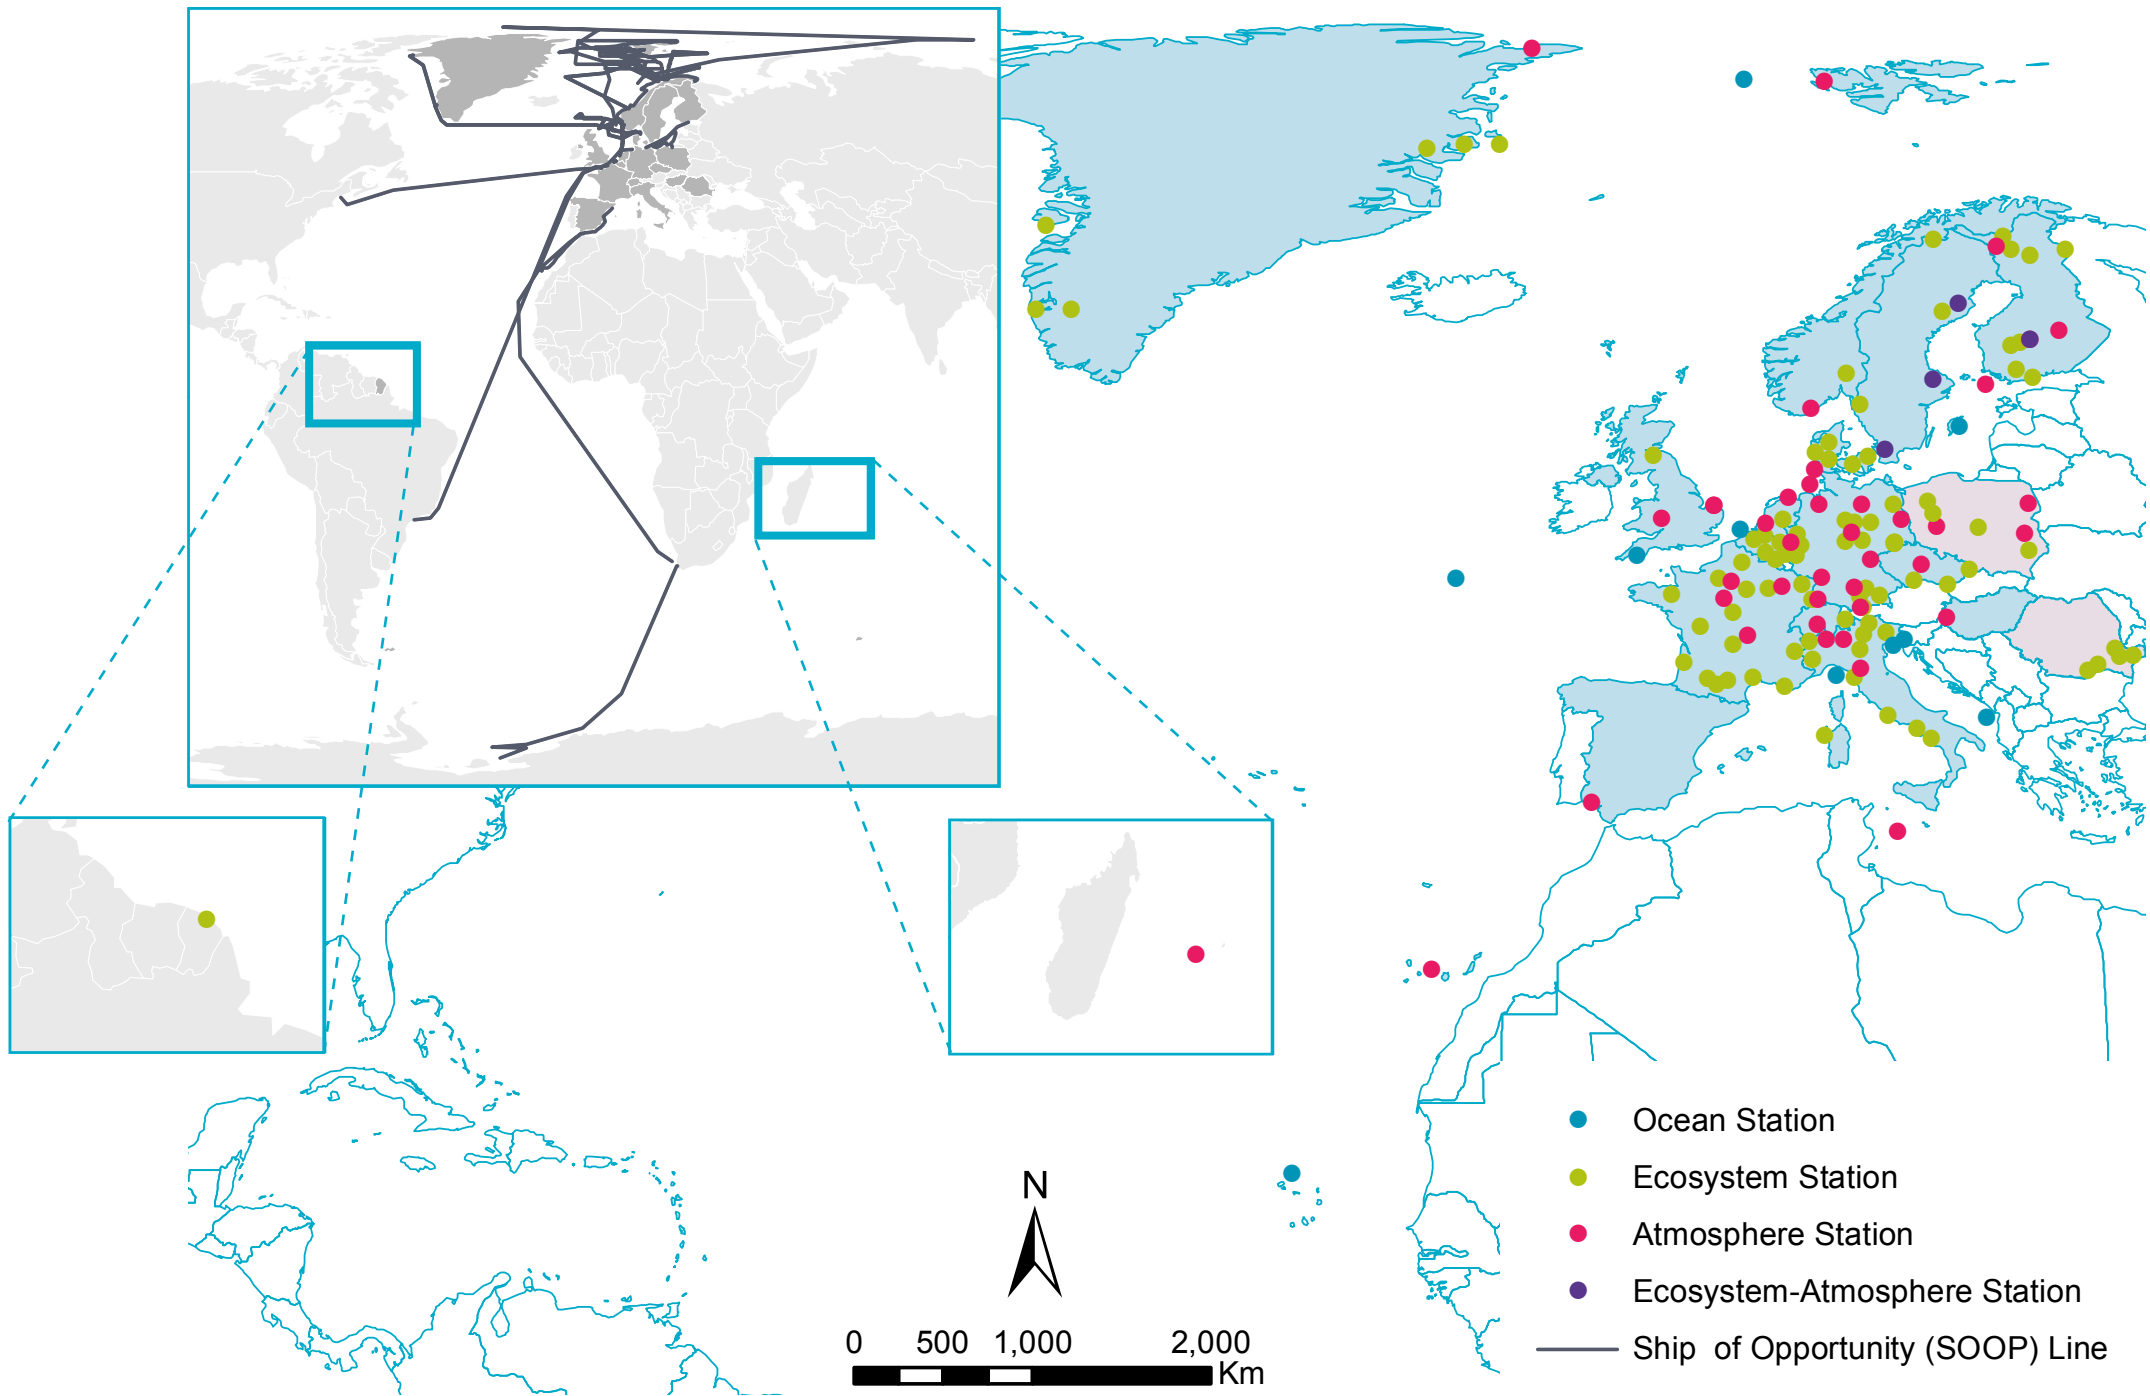 N
0 500 1,000 2,000
Km
Ocean Station
Ecosystem Station
Atmosphere Station
Ecosystem-Atmosphere Station
Ship of Opportunity (SOOP) Line